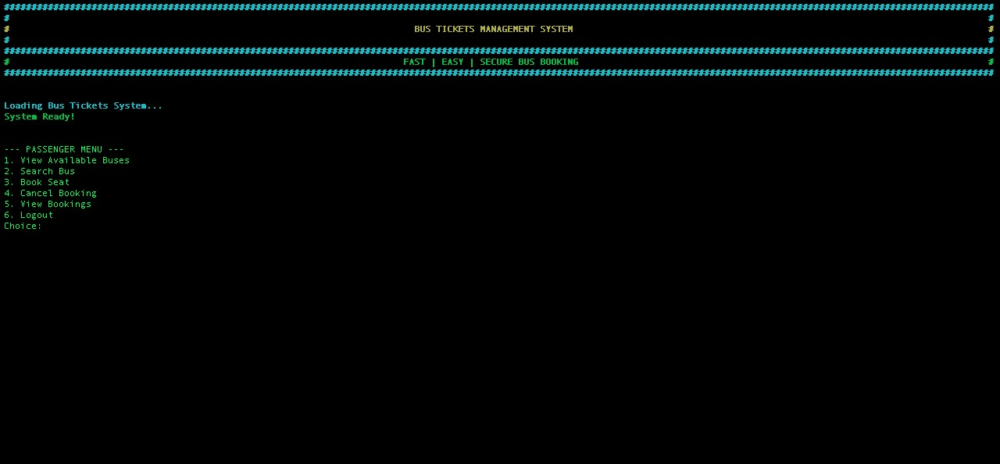 ####################################################################################################################################################################################
# #
# BUS TICKETS MANAGEMENT SYSTEM #
# #
####################################################################################################################################################################################
# FAST | EASY | SECURE BUS BOOKING #
####################################################################################################################################################################################
Loading Bus Tickets System...
System Ready!
--- PASSENGER MENU ---
1. View Available Buses
2. Search Bus
3. Book Seat
4. Cancel Booking
5. View Bookings
6. Logout
Choice: